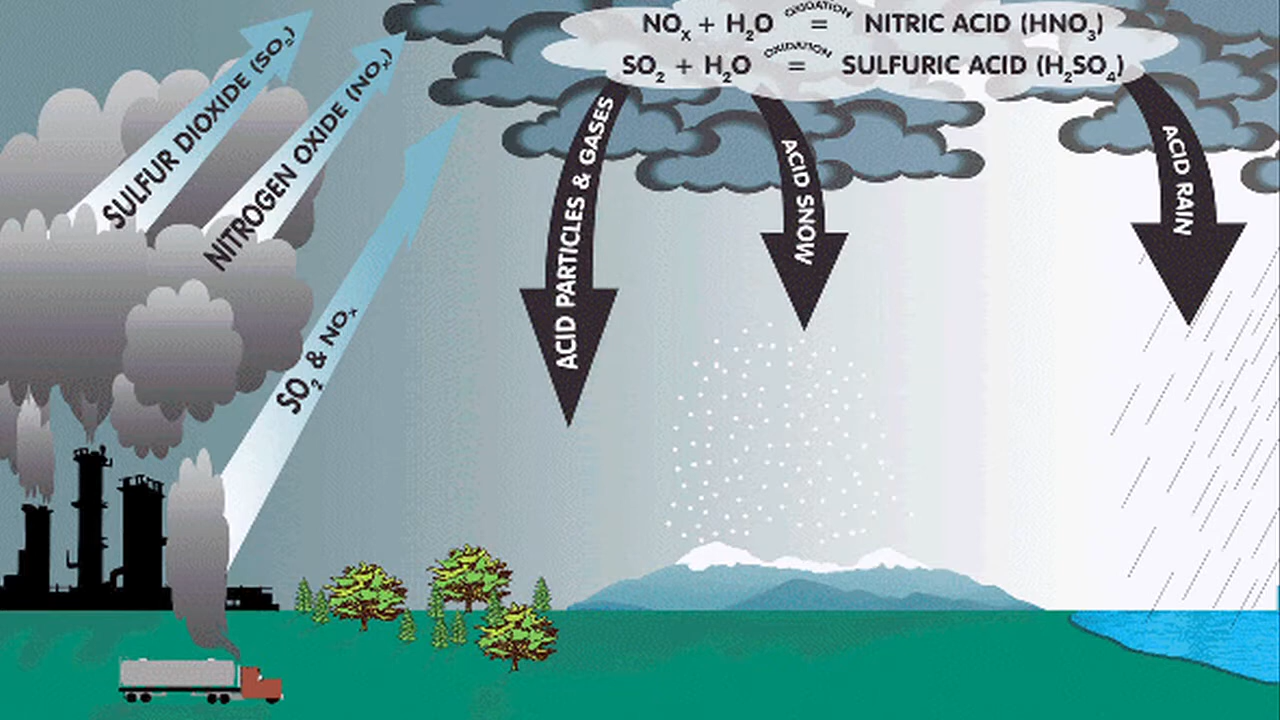 OXIDATION
NOₓ + H₂O = NITRIC ACID (HNO₃)
OXIDATION
SO₂ + H₂O = SULFURIC ACID (H₂SO₄)
SULFUR DIOXIDE (SO₂)
NITROGEN OXIDE (NOₓ)
SO₂ & NOₓ
ACID PARTICLES & GASES
ACID SNOW
ACID RAIN